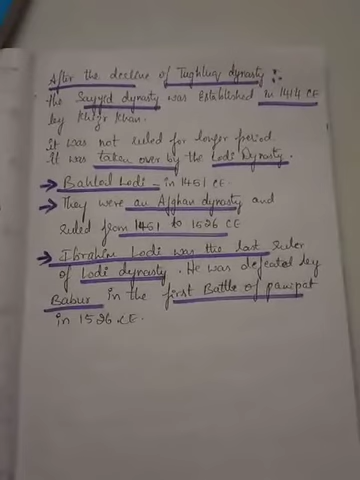 After the decline of Tughluq dynasty :-
The Sayyid dynasty was established in 1414 CE
by Khizr Khan.
it was not ruled for longer period.
It was taken over by the Lodi Dynasty.
→ Bahlal Lodi - in 1451 CE.
→ They were an Afghan dynasty and
ruled from 1451 to 1526 CE
→ Ibrahim Lodi was the last ruler
of Lodi dynasty. He was defeated by
Babur in the first Battle of panipat
in 1526 CE.